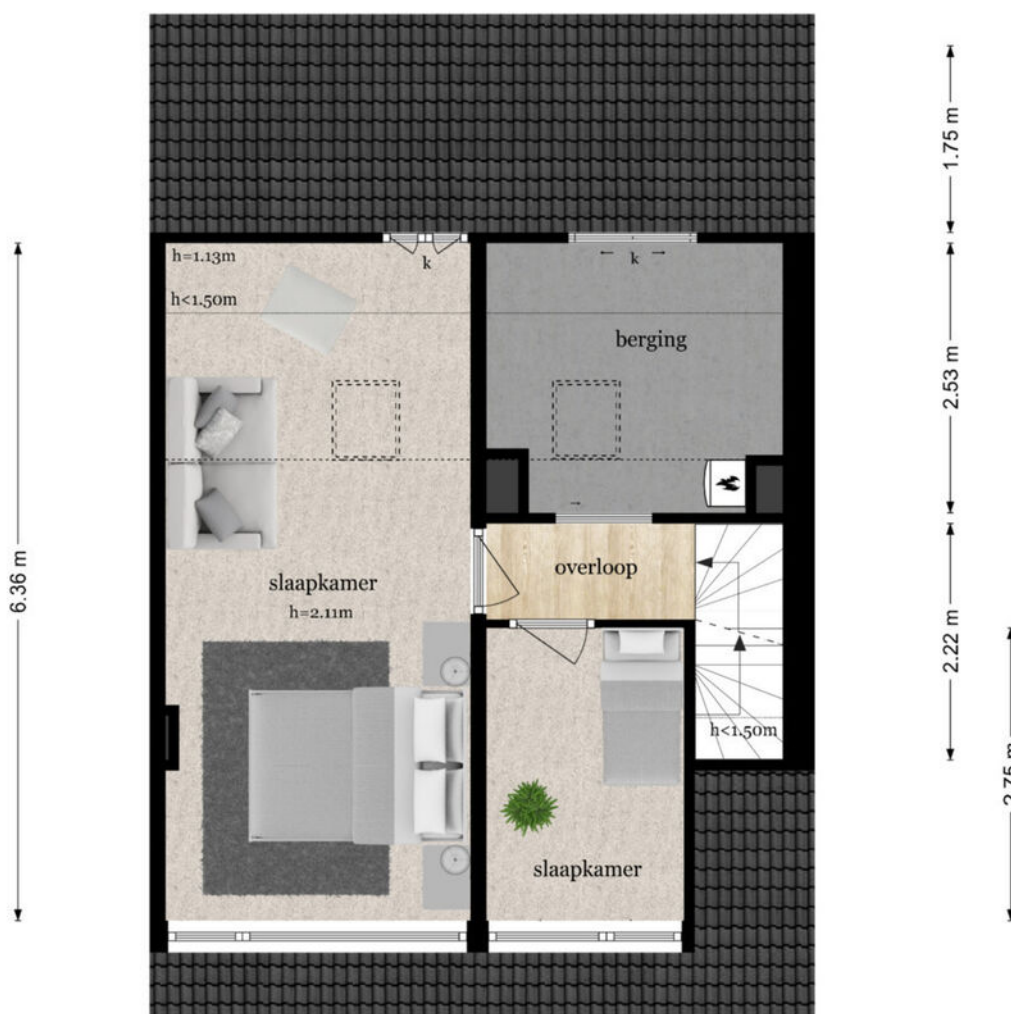 1.75 m
h=1.13m
k
k
h<1.50m
berging
2.53 m
6.36 m
slaapkamer
h=2.11m
overloop
2.22 m
h<1.50m
2.75 m
slaapkamer